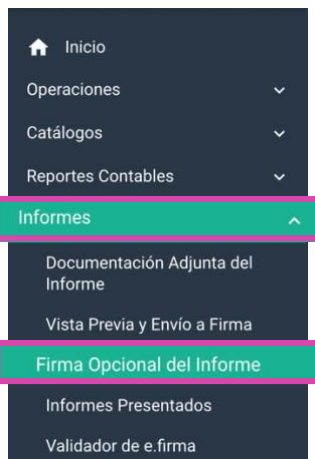 Inicio
Operaciones
Catálogos
Reportes Contables
Informes
Documentación Adjunta del
Informe
Vista Previa y Envío a Firma
Firma Opcional del Informe
Informes Presentados
Validador de e.firma